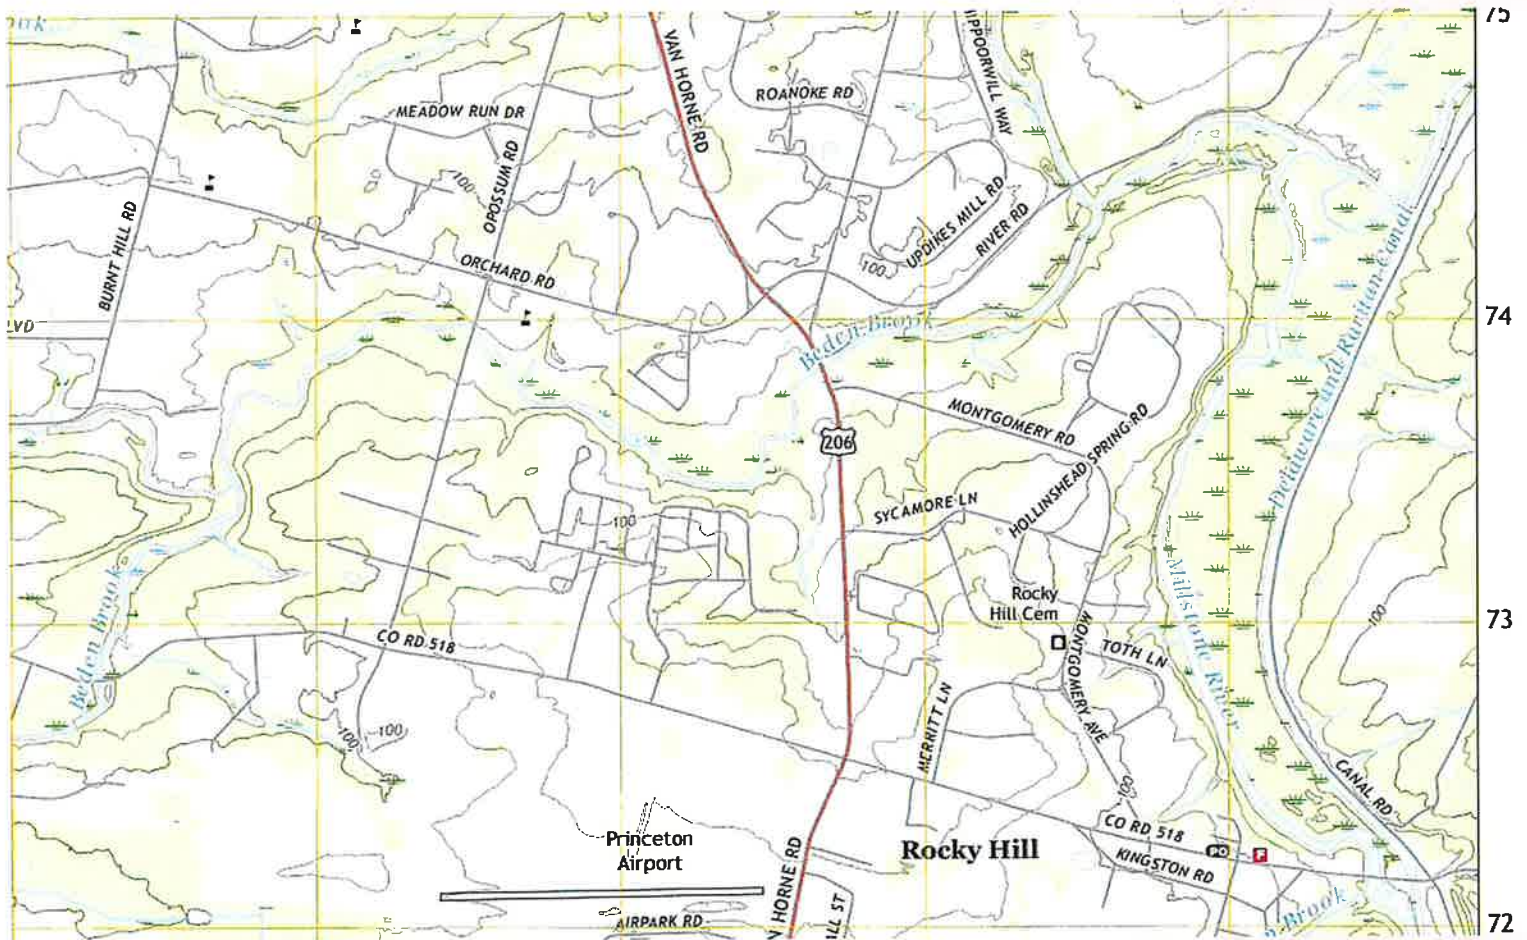 75
VAN HORNE RD
ROANOKE RD
IPPOORWILL WAY
MEADOW RUN DR
OPOSSUM RD
100
BURNT HILL RD
ORCHARD RD
UPDIKES MILL RD
RIVER RD
100
LVD
74
Beden Brook
Delaware and Raritan Canal
206
MONTGOMERY RD
HOLLINSHEAD SPRING RD
SYCAMORE LN
100
Beden Brook
Millstone River
Rocky
Hill Cem
100
73
CO RD 518
TOTH LN
MONTGOMERY AVE
MERRITT LN
100
100
CANAL RD
100
Princeton
Airport
N HORNE RD
Rocky Hill
CO RD 518
PO
F
KINGSTON RD
AIRPARK RD
ALL ST
Brook
72